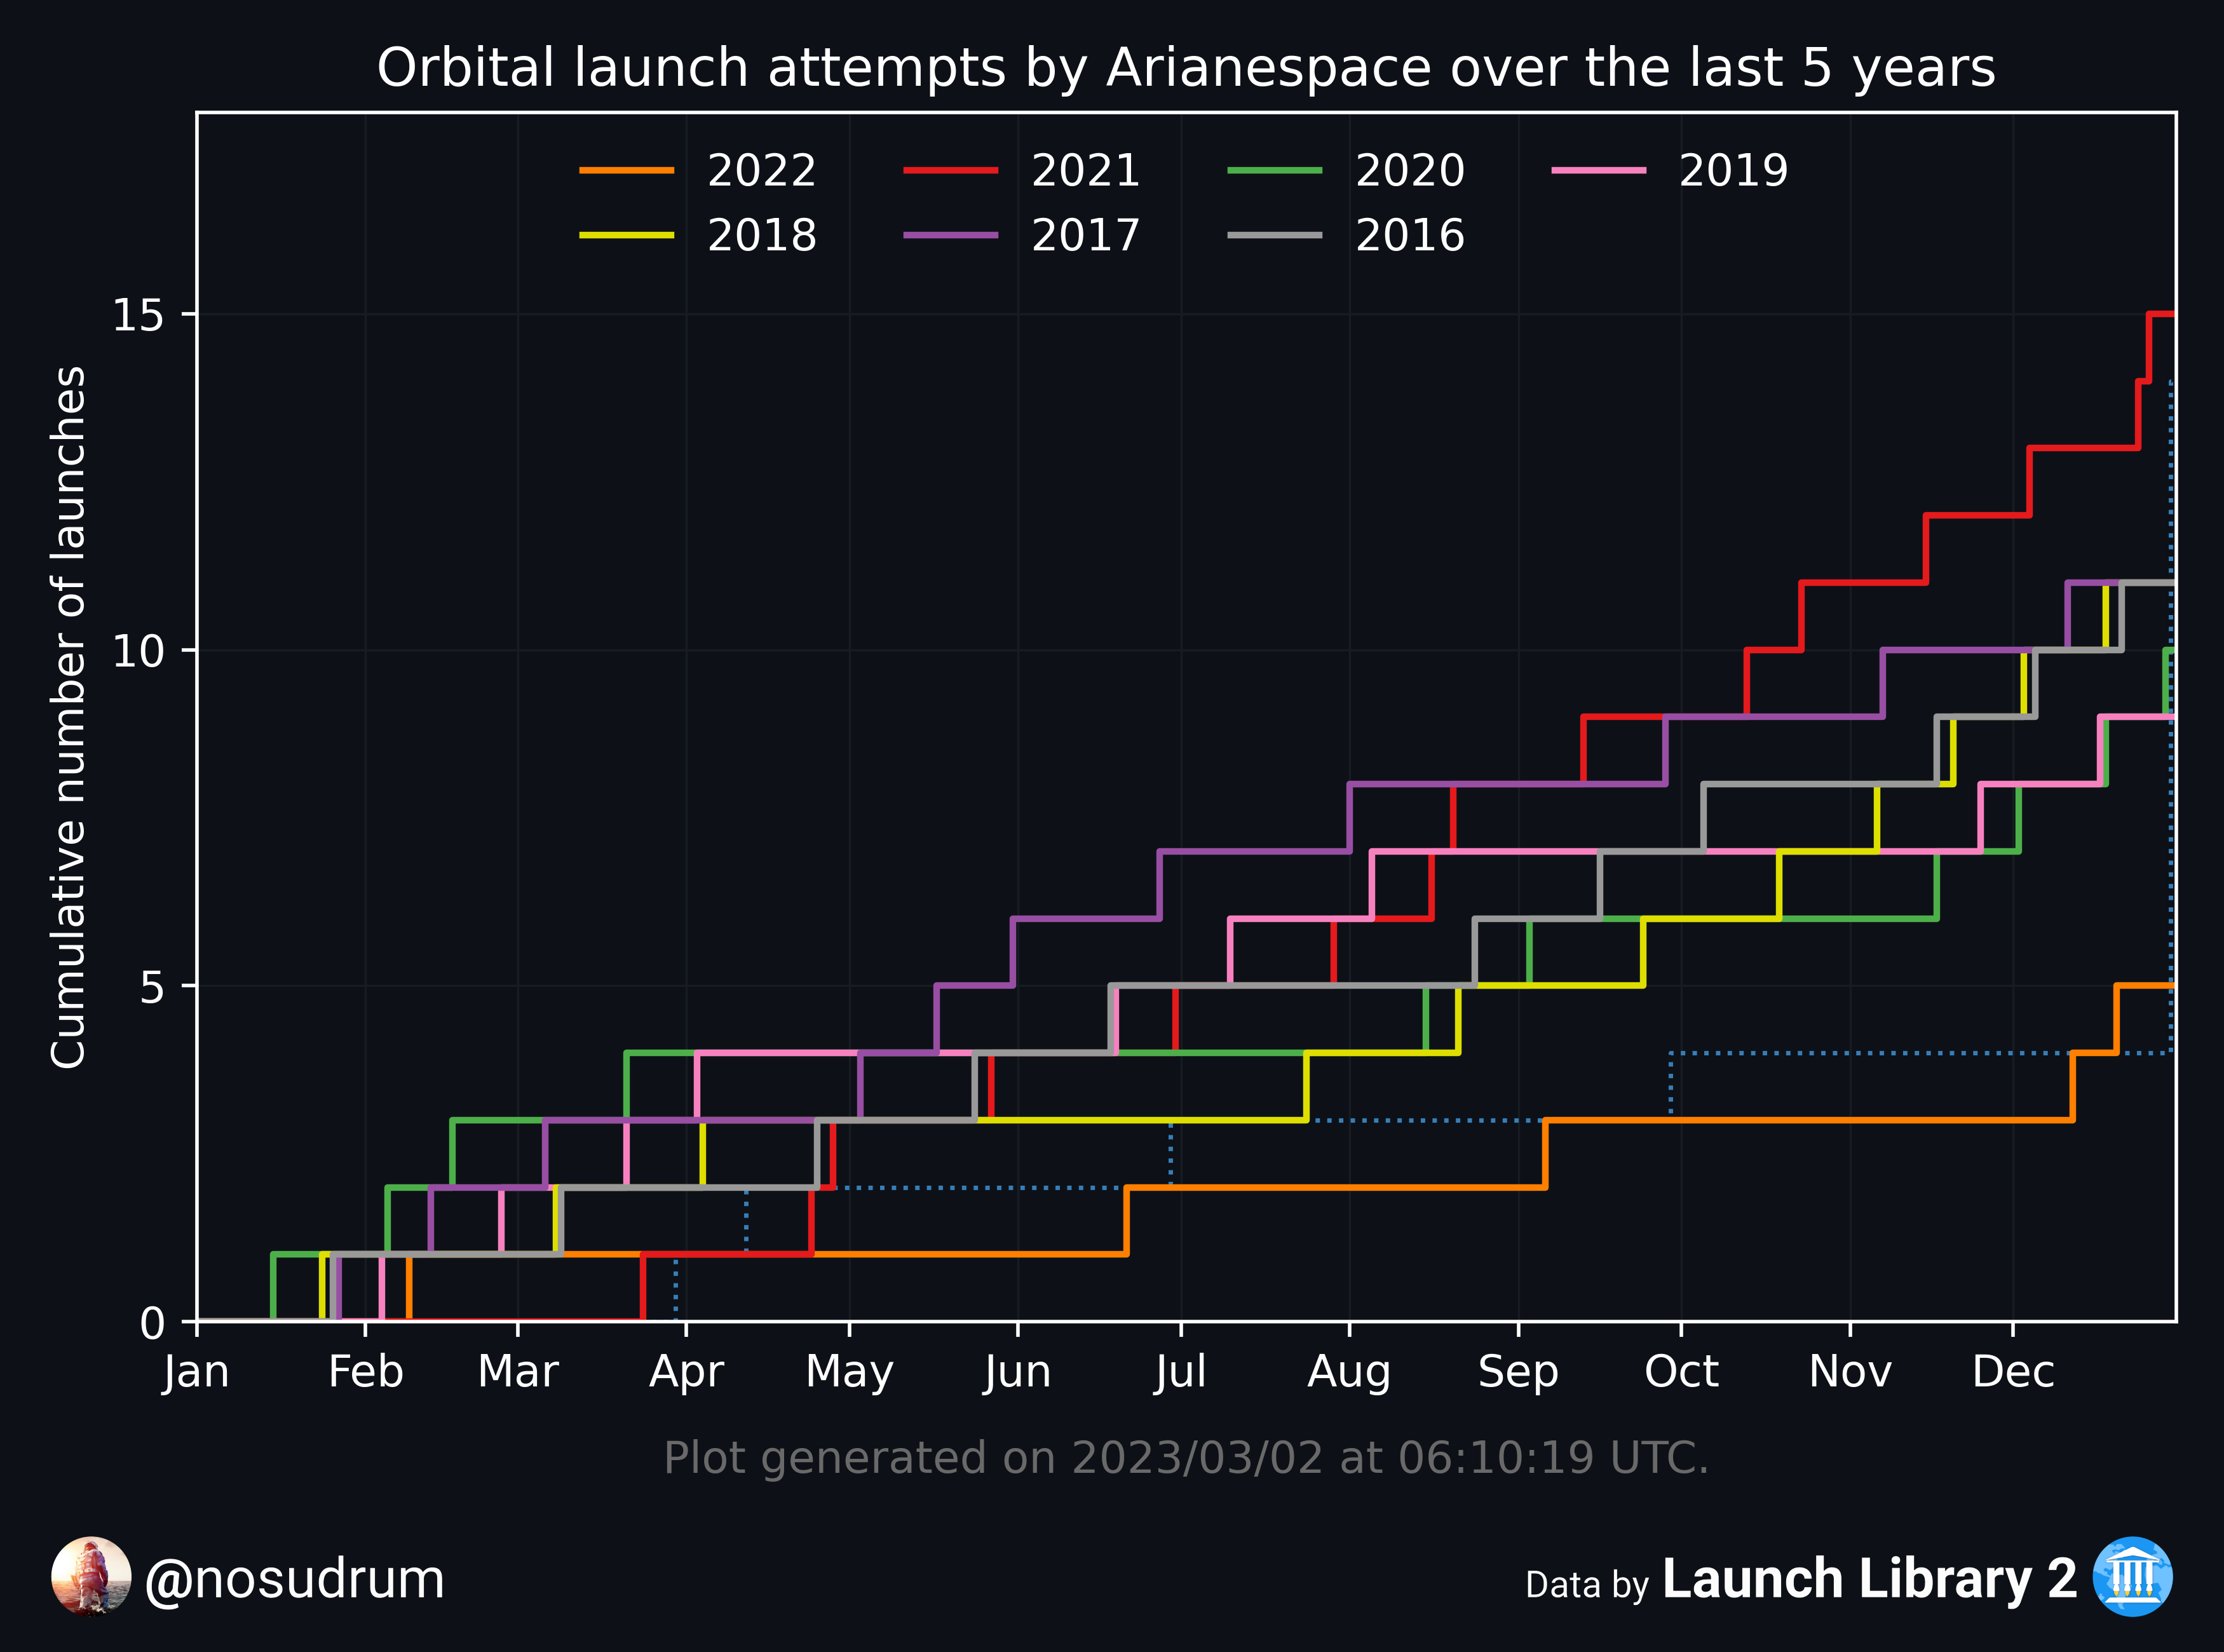 Orbital launch attempts by Arianespace over the last 5 years
2022 2021 2020 2019
2018 2017 2016
15
10
5
0
Cumulative number of launches
Jan Feb Mar Apr May Jun Jul Aug Sep Oct Nov Dec
Plot generated on 2023/03/02 at 06:10:19 UTC.
@nosudrum
Data by Launch Library 2